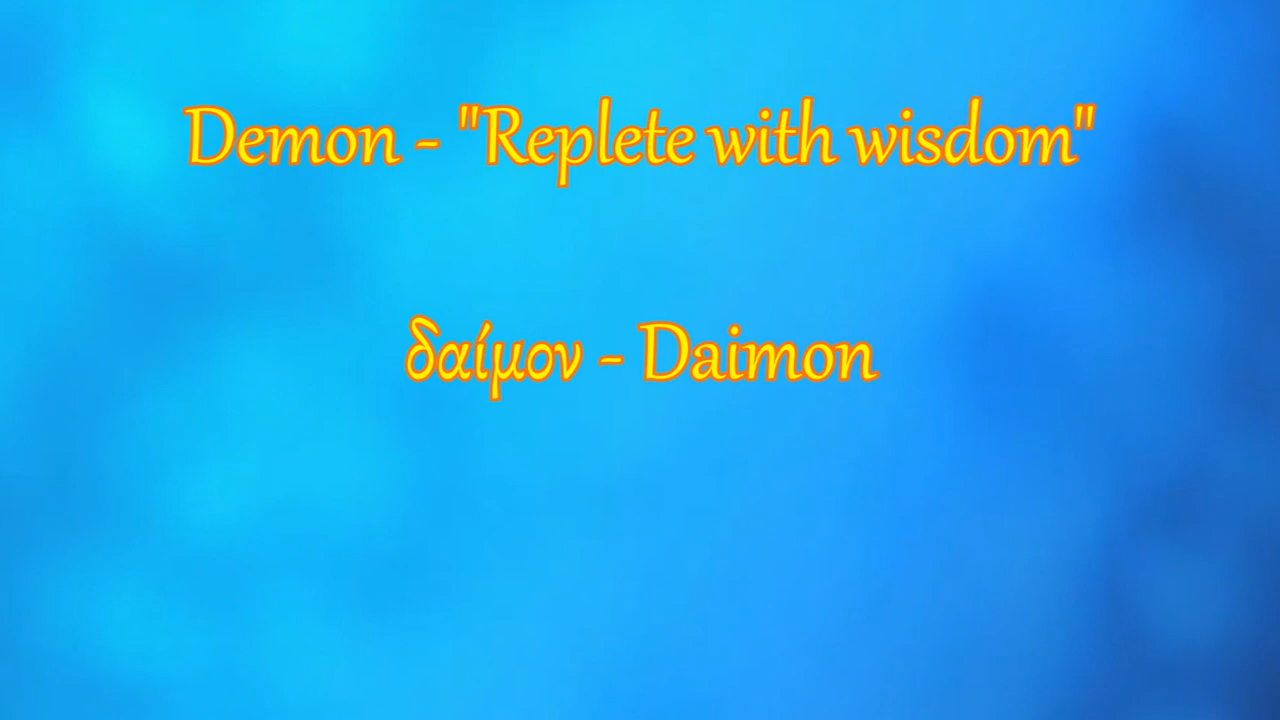 Demon - "Replete with wisdom"
δαίμον - Daimon